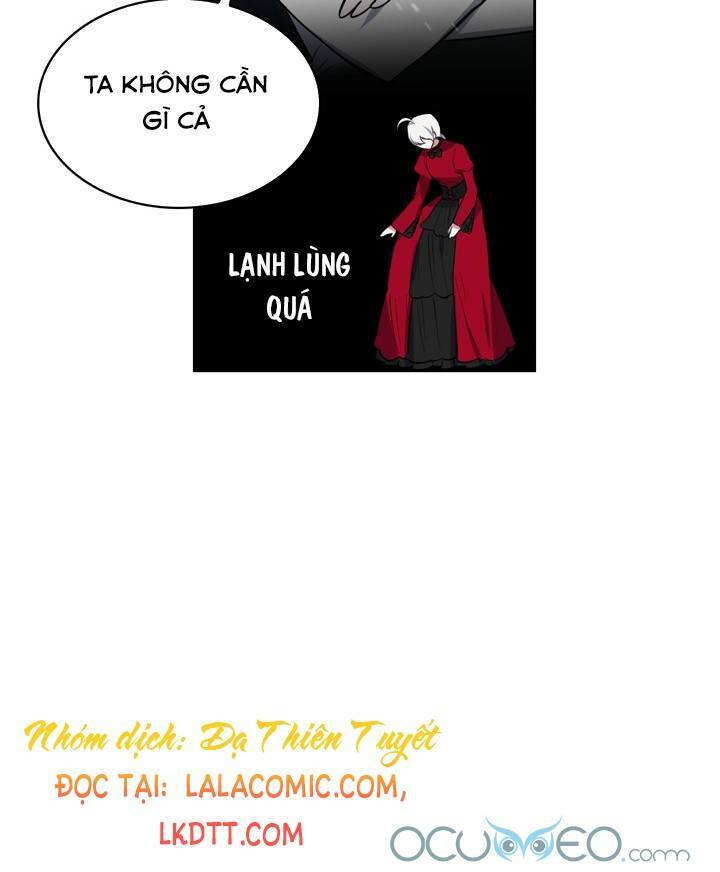 TA KHÔNG CẦN
GÌ CẢ
LẠNH LÙNG
QUÁ
Nhóm dịch: Dạ Thiên Tuyết
ĐỌC TẠI: LALACOMIC.COM,
LKDTT.COM
OCUMEO.com